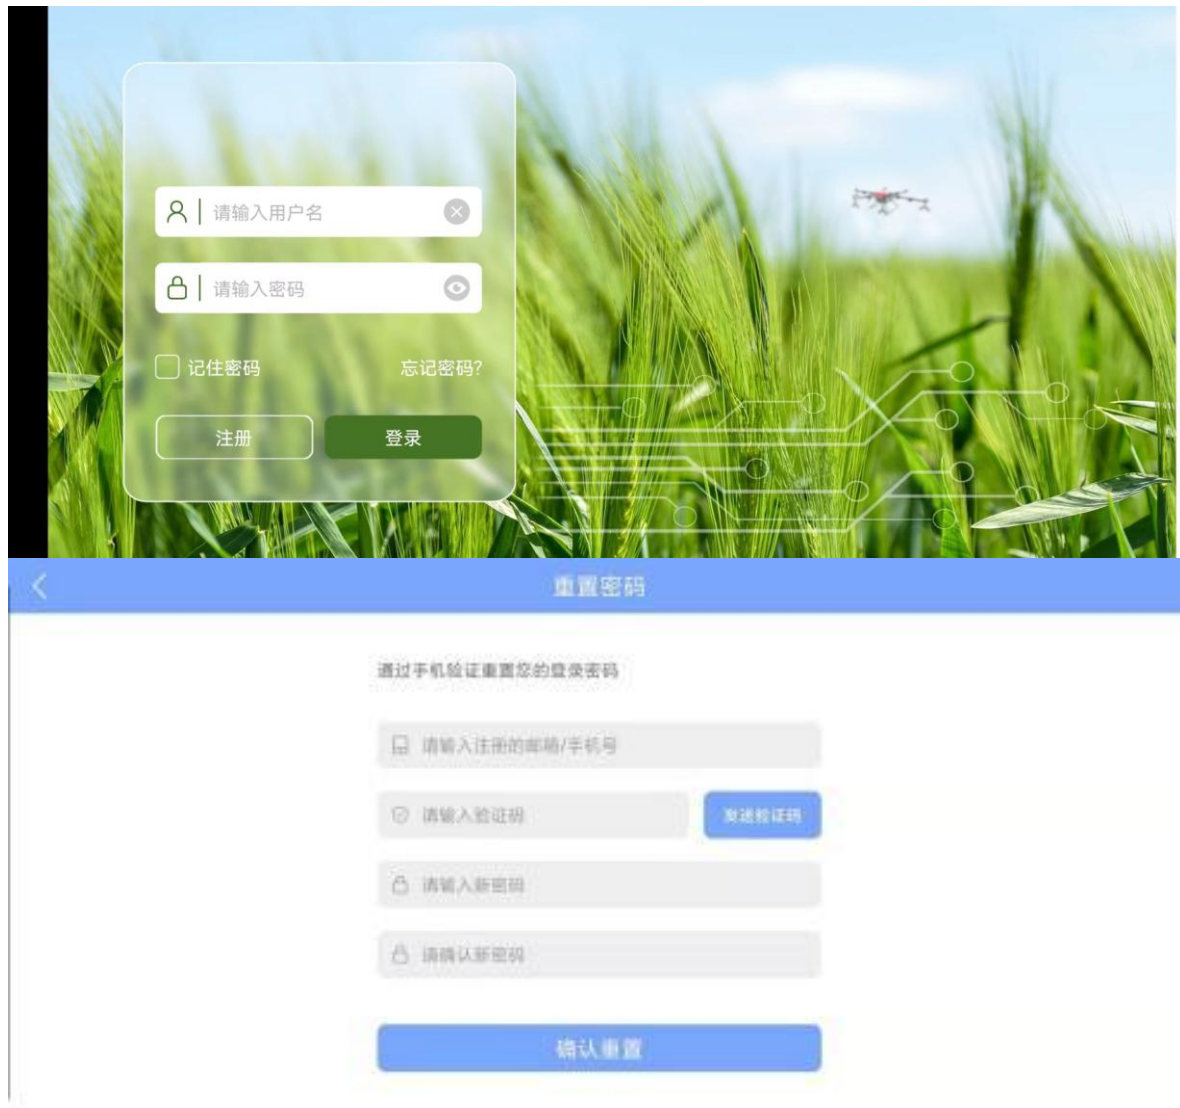 请输入用户名
请输入密码
记住密码 忘记密码?
注册 登录
重置密码
通过手机验证重置您的登录密码
请输入注册的邮箱/手机号
请输入验证码 发送验证码
请输入新密码
请确认新密码
确认重置